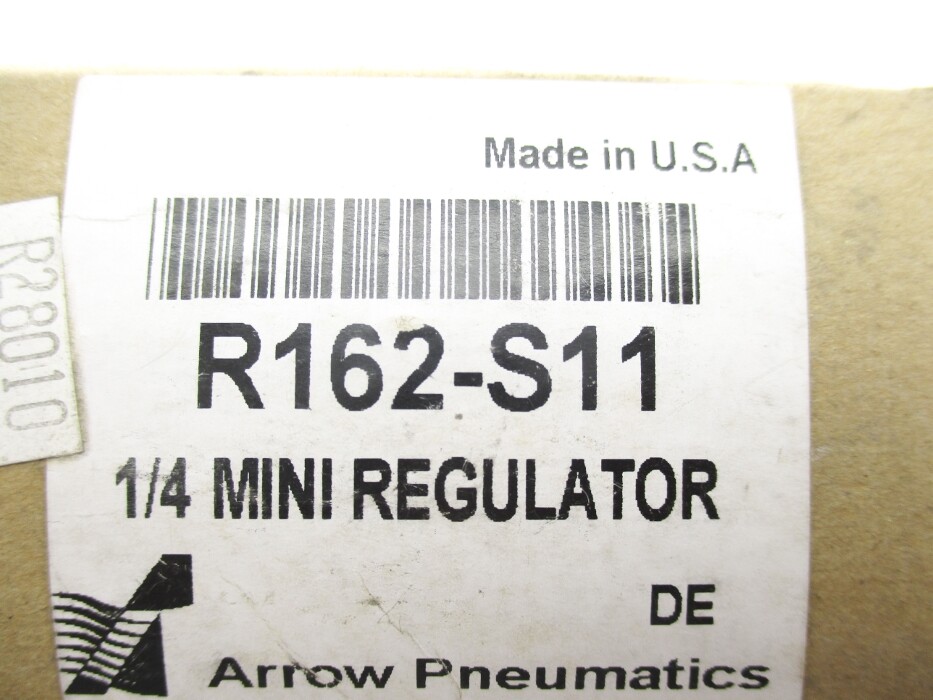 Made in U.S.A
R162-S11
1/4 MINI REGULATOR
DE
Arrow Pneumatics
R28010